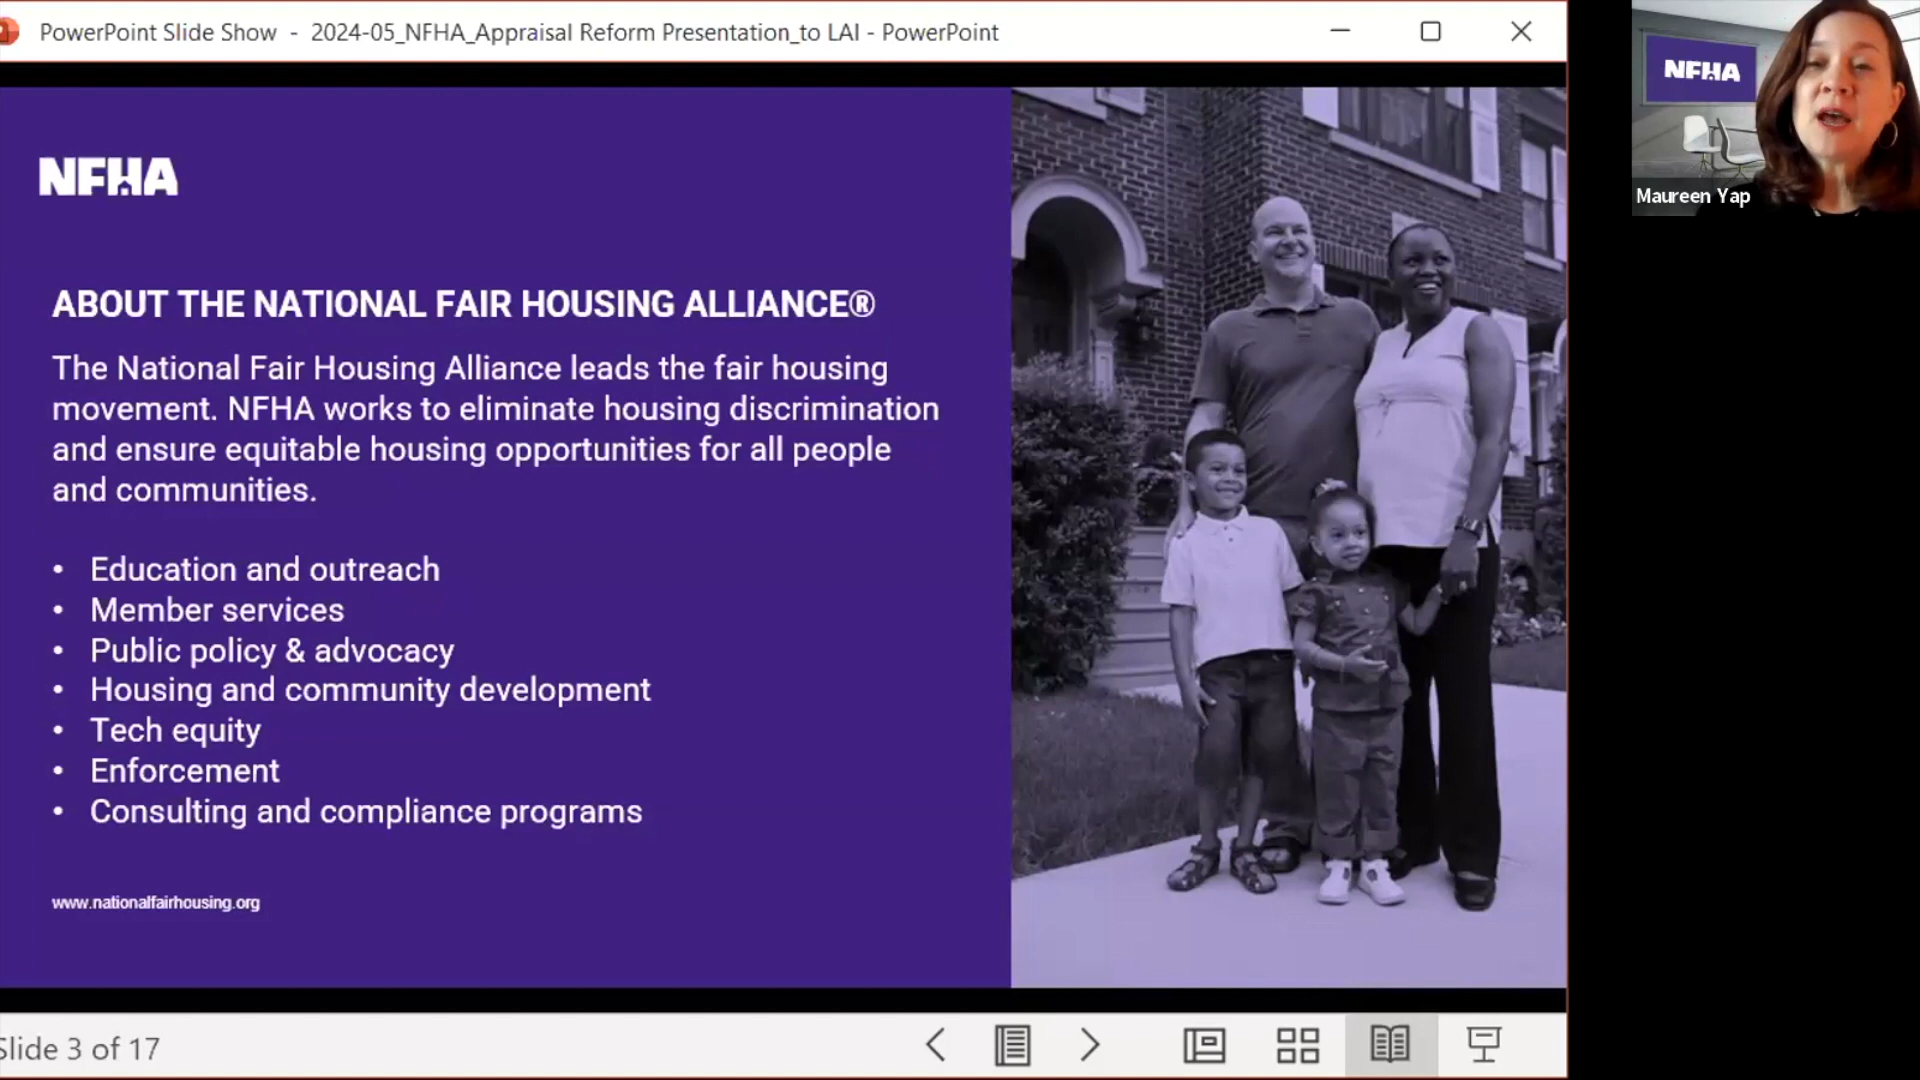 PowerPoint Slide Show - 2024-05_NFHA_Appraisal Reform Presentation_to LAI - PowerPoint
NFHA
Maureen Yap
NFHA
ABOUT THE NATIONAL FAIR HOUSING ALLIANCE®
The National Fair Housing Alliance leads the fair housing
movement. NFHA works to eliminate housing discrimination
and ensure equitable housing opportunities for all people
and communities.
• Education and outreach
• Member services
• Public policy & advocacy
• Housing and community development
• Tech equity
• Enforcement
• Consulting and compliance programs
www.nationalfairhousing.org
Slide 3 of 17